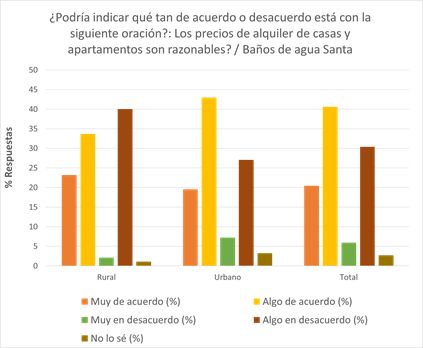 ¿Podría indicar qué tan de acuerdo o desacuerdo está con la
siguiente oración?: Los precios de alquiler de casas y
apartamentos son razonables? / Baños de agua Santa
% Respuestas
50
45
40
35
30
25
20
15
10
5
0
Rural Urbano Total
Muy de acuerdo (%) Algo de acuerdo (%)
Muy en desacuerdo (%) Algo en desacuerdo (%)
No lo sé (%)